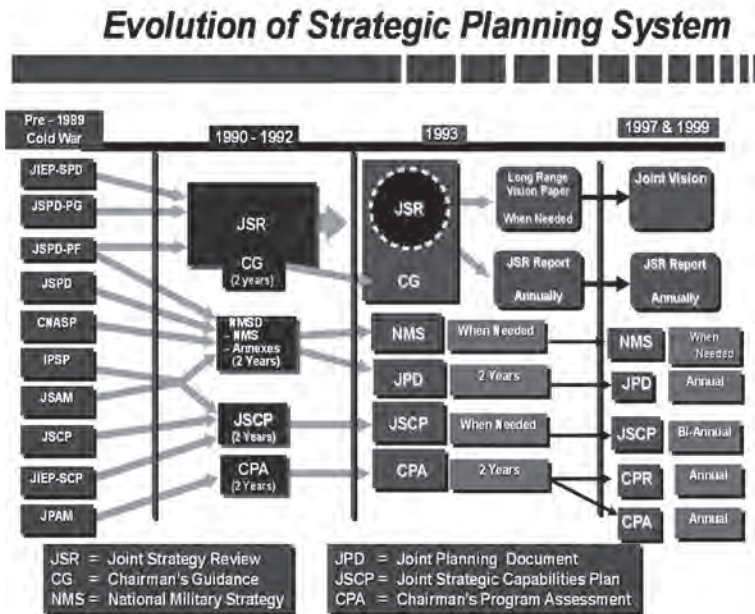 Evolution of Strategic Planning System
Pre - 1989
Cold War
1990 - 1992
1993
1997 & 1999
JIEP-SPD
JSPD-PG
JSPD-PF
JSPD
CNASP
IPSP
JSAM
JSCP
JIEP-SCP
JPAM
JSR
CG
(2 years)
NMSD
- NMS
- Annexes
(2 Years)
JSCP
(2 Years)
CPA
(2 Years)
JSR
CG
Long Range
Vision Paper
When Needed
JSR Report
Annually
NMS
When Needed
JPD
2 Years
JSCP
When Needed
CPA
2 Years
Joint Vision
JSR Report
Annually
NMS
When
Needed
JPD
Annual
JSCP
Bi-Annual
CPR
Annual
CPA
Annual
JSR = Joint Strategy Review
CG = Chairman's Guidance
NMS = National Military Strategy
JPD = Joint Planning Document
JSCP = Joint Strategic Capabilities Plan
CPA = Chairman's Program Assessment